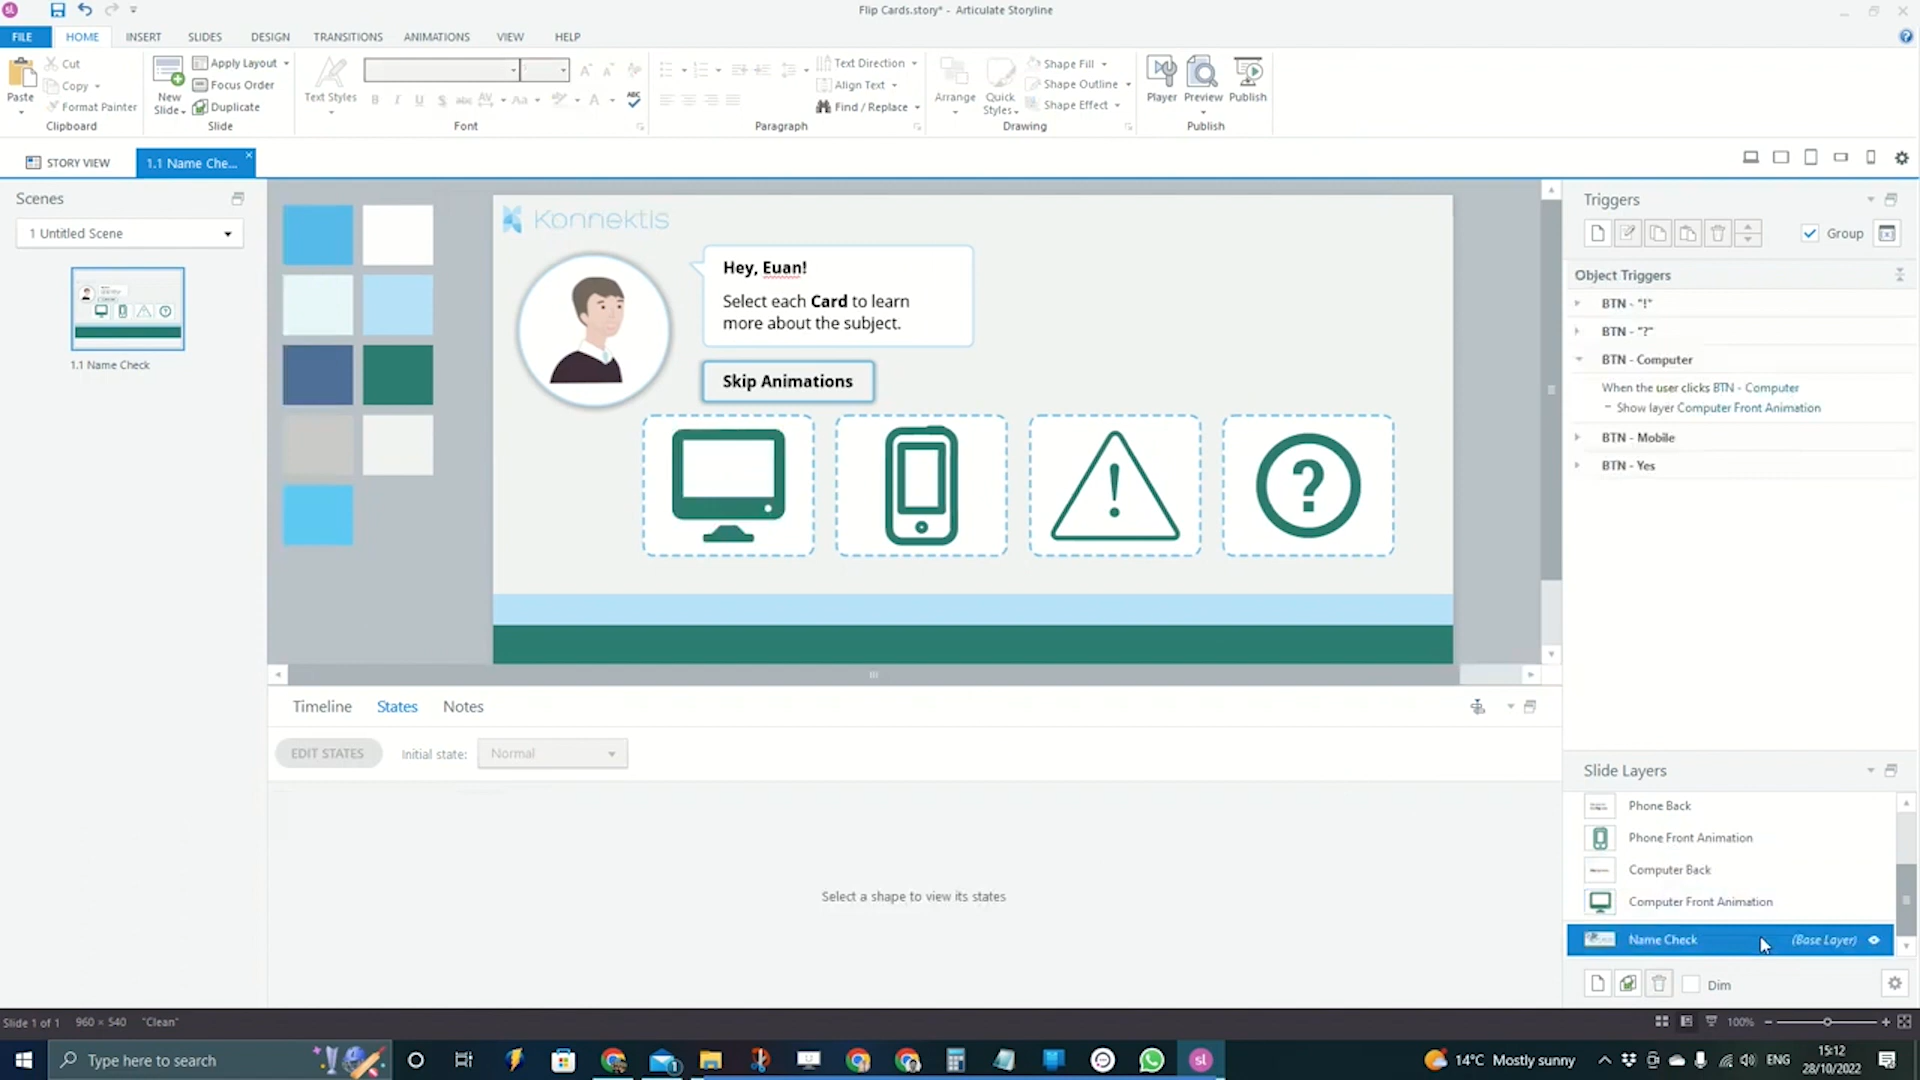 sl
Flip Cards.story* - Articulate Storyline
FILE HOME INSERT SLIDES DESIGN TRANSITIONS ANIMATIONS VIEW HELP
Paste
Cut
Copy
Format Painter
Clipboard
New
Slide
Apply Layout
Focus Order
Duplicate
Slide
Text Styles
B I U S abc AV Aa A ABC
Font
Text Direction
Align Text
Find / Replace
Paragraph
Arrange
Quick
Styles
Shape Fill
Shape Outline
Shape Effect
Drawing
Player
Preview
Publish
Publish
STORY VIEW
1.1 Name Che...
Scenes
1 Untitled Scene
1.1 Name Check
Konnektis
Hey, Euan!
Select each Card to learn
more about the subject.
Skip Animations
!
?
Timeline States Notes
EDIT STATES
Initial state:
Normal
Select a shape to view its states
Triggers
Group
Object Triggers
BTN - "!"
BTN - "?"
BTN - Computer
When the user clicks BTN - Computer
- Show layer Computer Front Animation
BTN - Mobile
BTN - Yes
Slide Layers
Phone Back
Phone Front Animation
Computer Back
Computer Front Animation
Name Check (Base Layer)
Dim
Slide 1 of 1 960 × 540 "Clean"
100%
Type here to search
1
sl
14°C Mostly sunny
ENG
15:12
28/10/2022